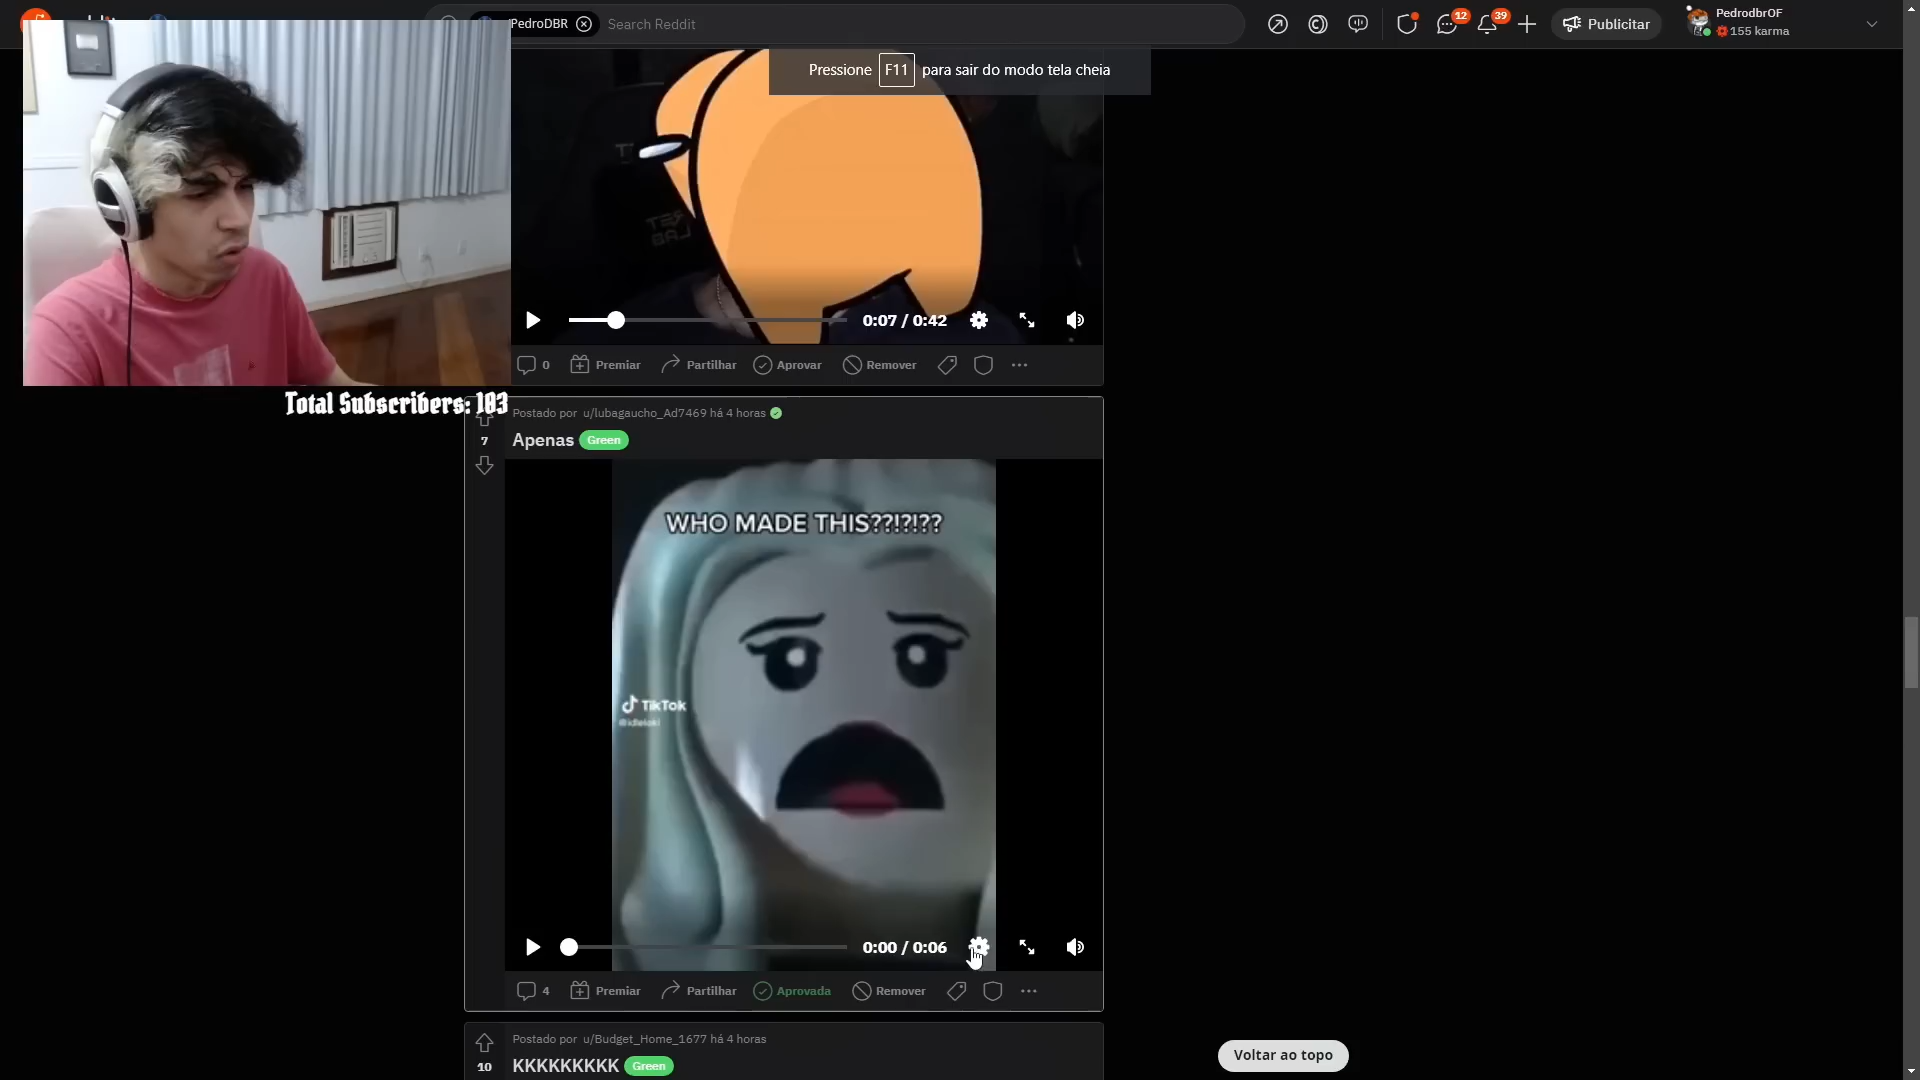 PedroDBR
Search Reddit
12
39
Publicitar
PedrodbrOF
155 karma
Pressione F11 para sair do modo tela cheia
0:07 / 0:42
0
Premiar
Partilhar
Aprovar
Remover
Total Subscribers: 183
Postado por u/lubagaucho_Ad7469 há 4 horas
7
Apenas Green
WHO MADE THIS??!?!??
TikTok
0:00 / 0:06
4
Premiar
Partilhar
Aprovada
Remover
Postado por u/Budget_Home_1677 há 4 horas
10
KKKKKKKKK Green
Voltar ao topo